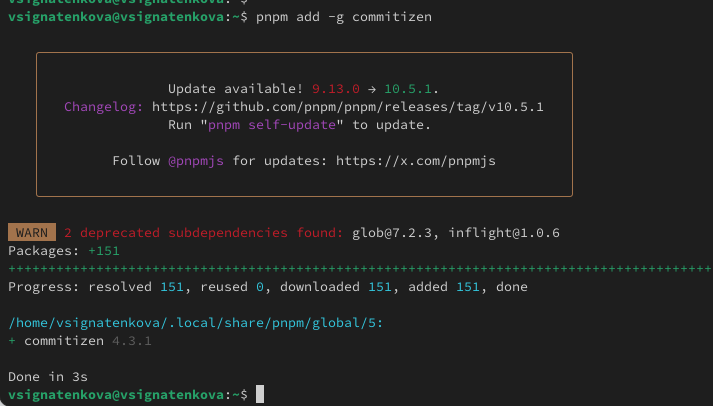 vsignatenkova@vsignatenkova:~$
vsignatenkova@vsignatenkova:~$ pnpm add -g commitizen
Update available! 9.13.0 → 10.5.1.
Changelog: https://github.com/pnpm/pnpm/releases/tag/v10.5.1
Run "pnpm self-update" to update.
Follow @pnpmjs for updates: https://x.com/pnpmjs
WARN 2 deprecated subdependencies found: glob@7.2.3, inflight@1.0.6
Packages: +151
++++++++++++++++++++++++++++++++++++++++++++++++++++++++++++++++++++++++++++++++++++++++
Progress: resolved 151, reused 0, downloaded 151, added 151, done
/home/vsignatenkova/.local/share/pnpm/global/5:
+ commitizen 4.3.1
Done in 3s
vsignatenkova@vsignatenkova:~$